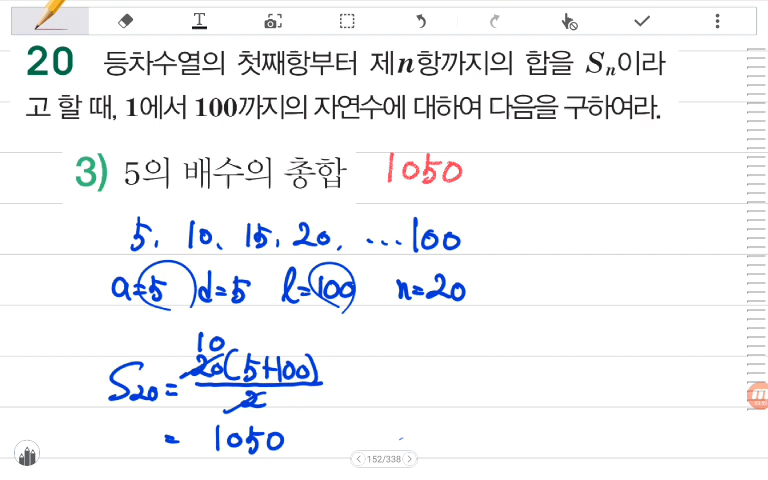 T
20 등차수열의 첫째항부터 제n항까지의 합을 Sₙ이라
고 할 때, 1에서 100까지의 자연수에 대하여 다음을 구하여라.
3) 5의 배수의 총합 1050
5, 10, 15, 20, ...100
a=5 d=5 l=100 n=20
10
S₂₀ = 20(5+100)
2
= 1050
152/338